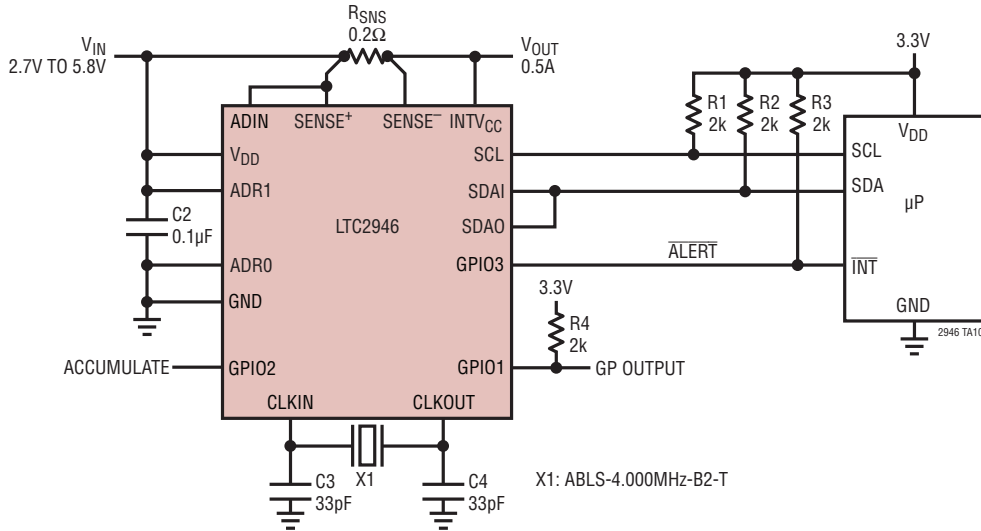 RSNS
0.2Ω
VIN
2.7V TO 5.8V
VOUT
0.5A
3.3V
R1
2k
R2
2k
R3
2k
ADIN
SENSE+
SENSE–
INTVCC
VDD
SCL
VDD
SCL
ADR1
SDAI
SDA
µP
C2
0.1µF
LTC2946
SDAO
ADR0
GPIO3
ALERT
INT
GND
3.3V
GND
R4
2k
2946 TA10
ACCUMULATE
GPIO2
GPIO1
GP OUTPUT
CLKIN
CLKOUT
C3
33pF
X1
C4
33pF
X1: ABLS-4.000MHz-B2-T